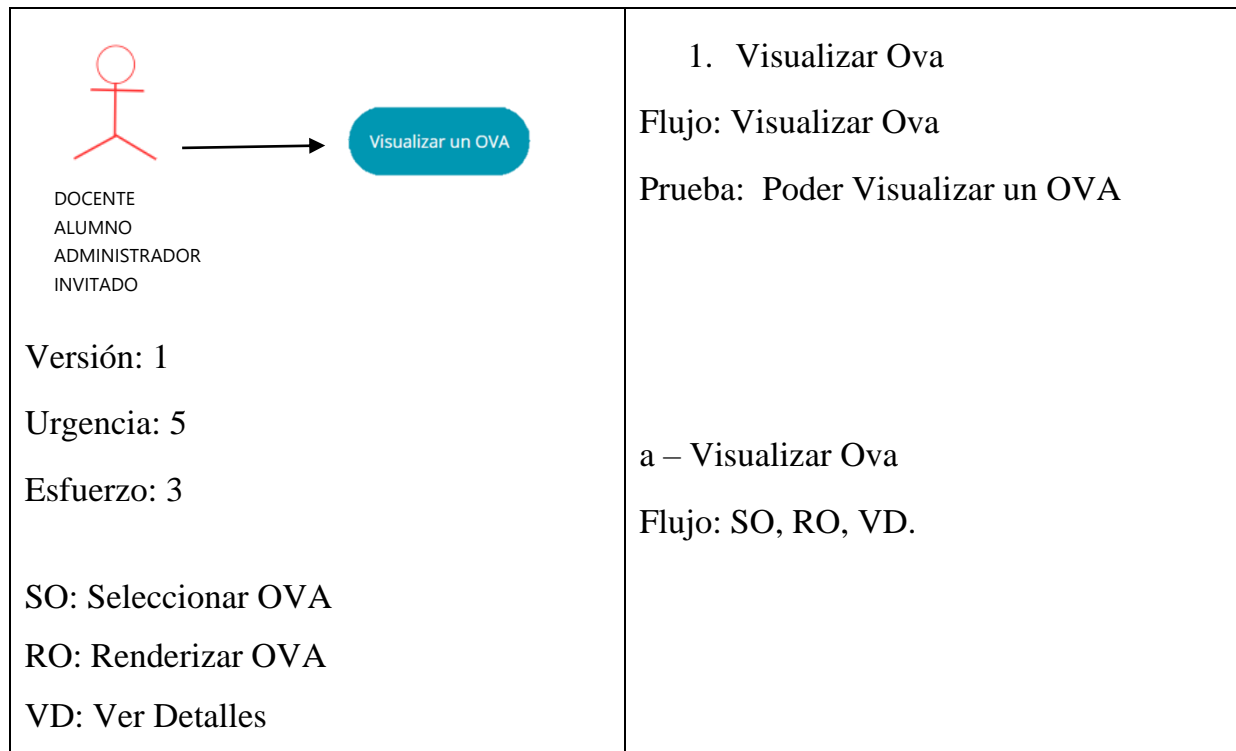 Visualizar un OVA
DOCENTE
ALUMNO
ADMINISTRADOR
INVITADO
Versión: 1
Urgencia: 5
Esfuerzo: 3
SO: Seleccionar OVA
RO: Renderizar OVA
VD: Ver Detalles
1. Visualizar Ova
Flujo: Visualizar Ova
Prueba: Poder Visualizar un OVA
a – Visualizar Ova
Flujo: SO, RO, VD.